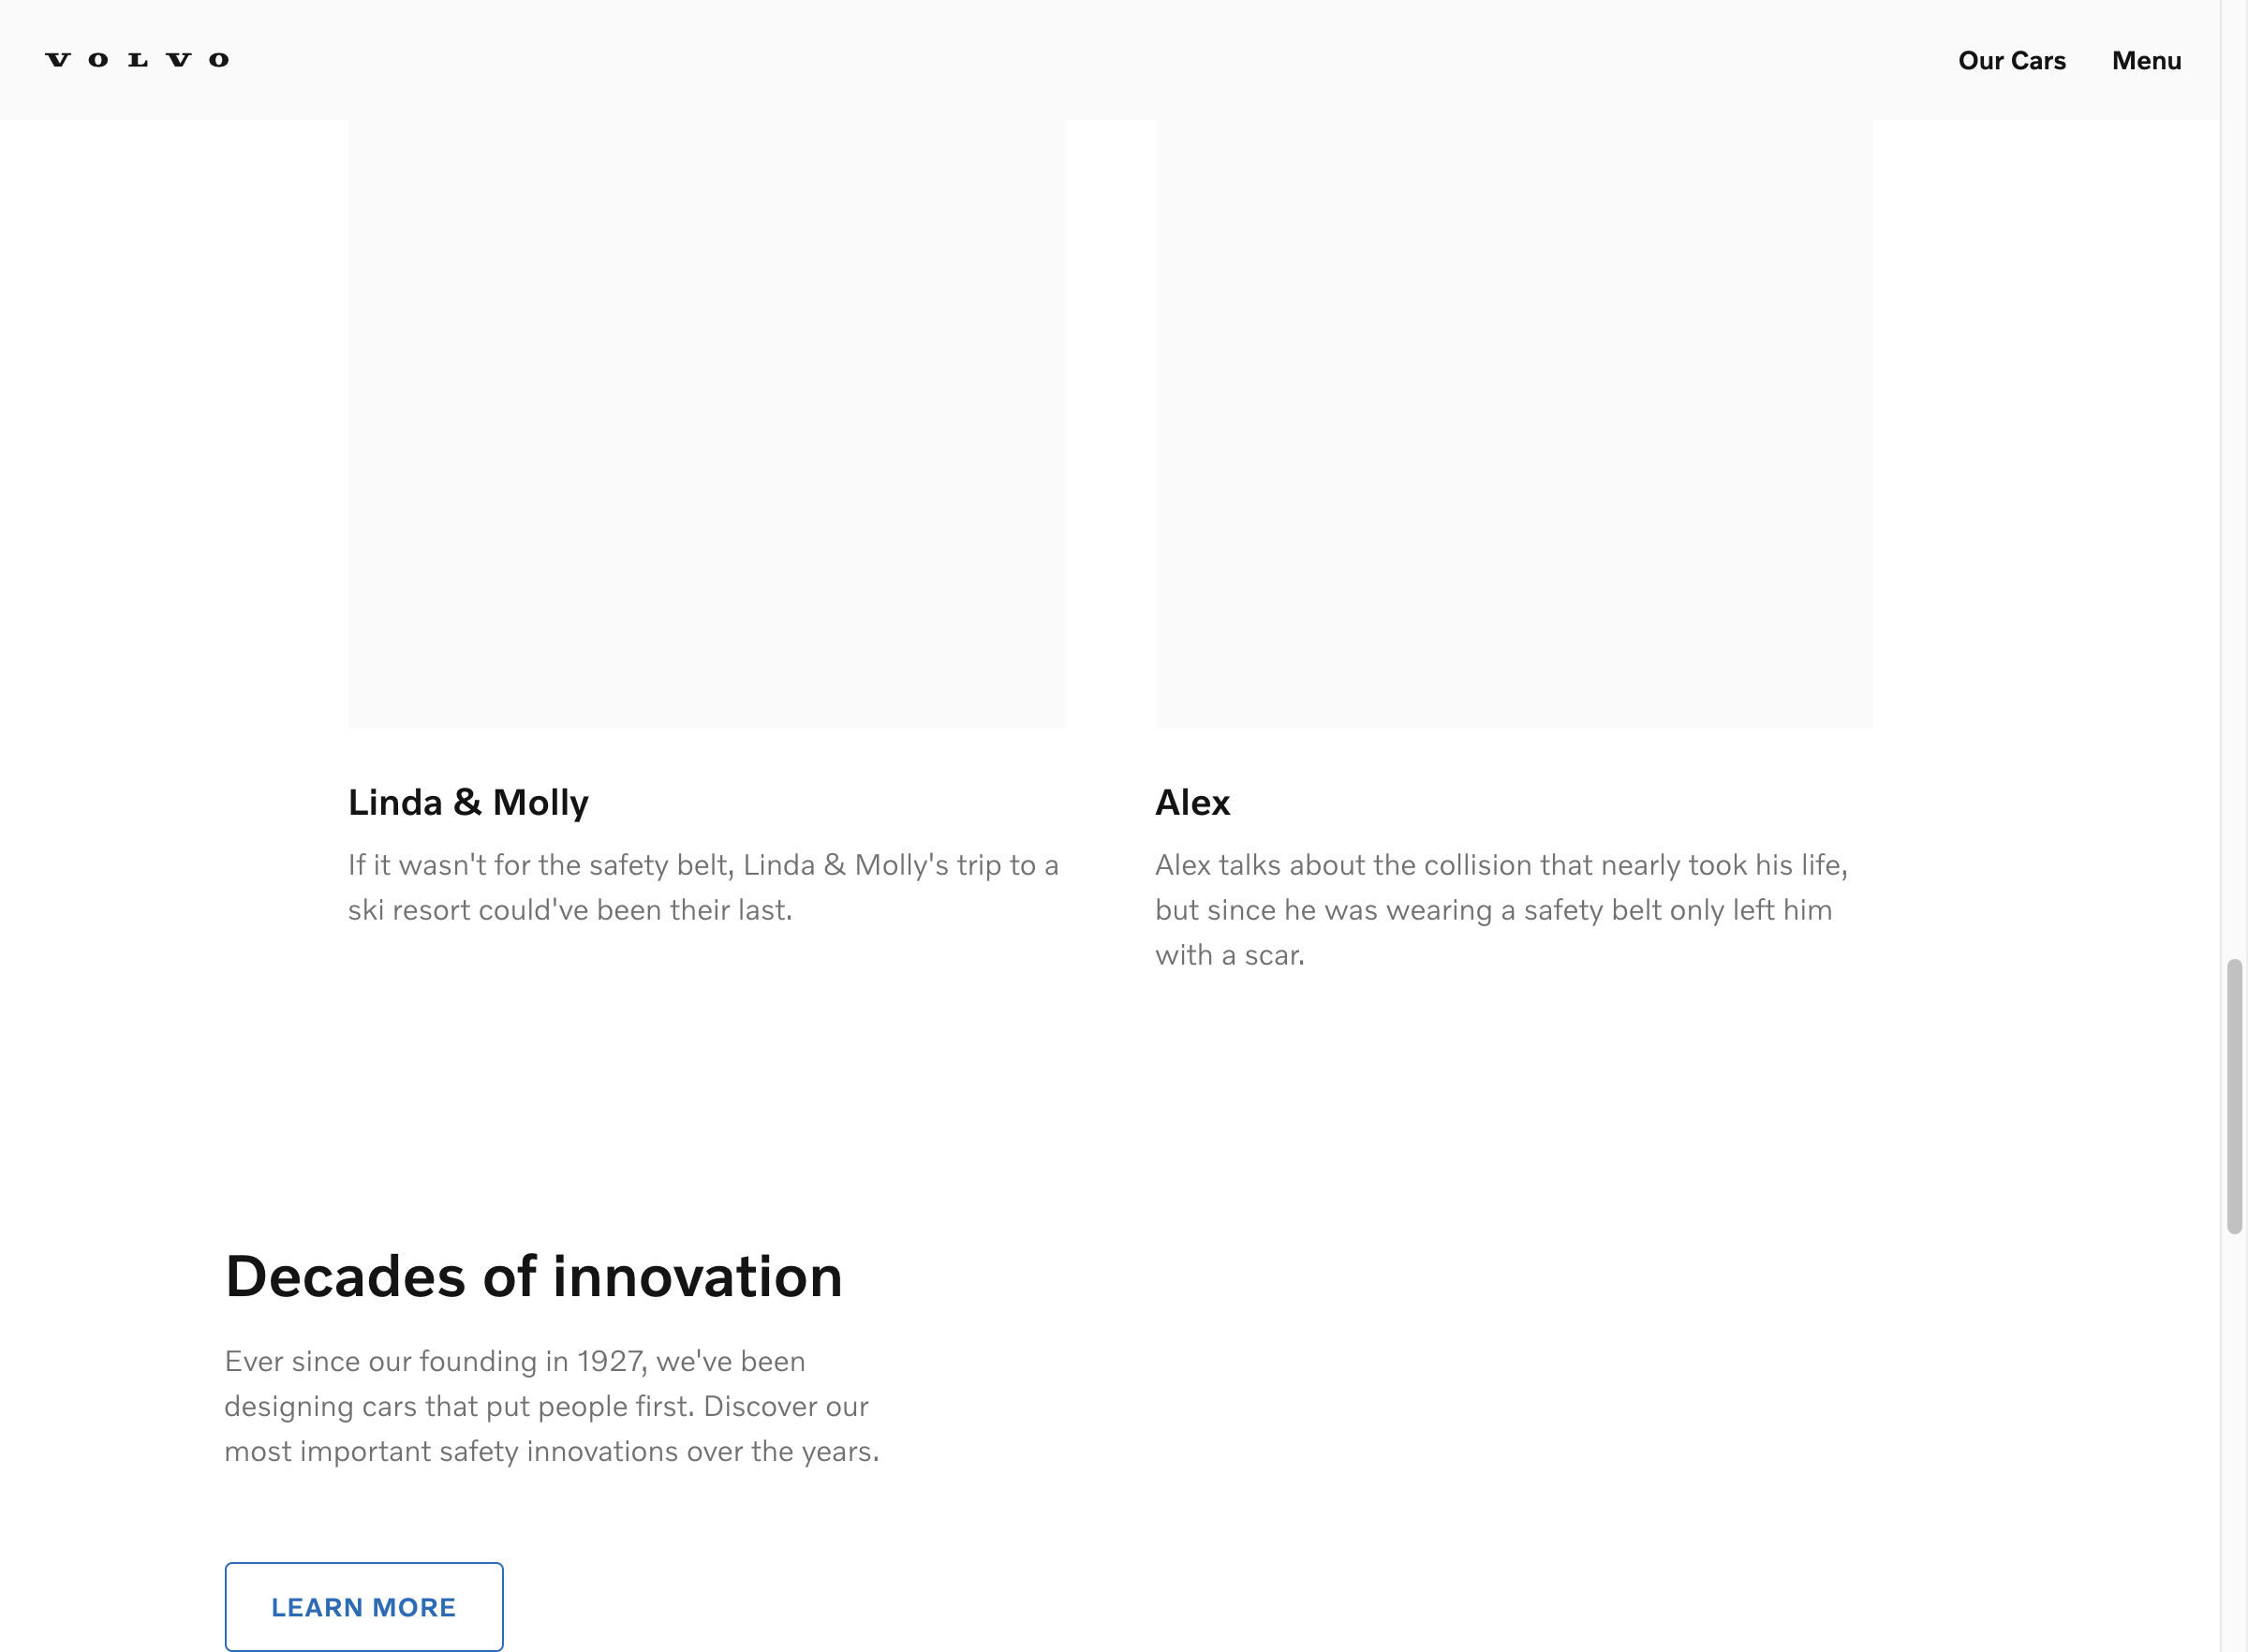 VOLVO
Our Cars
Menu
Linda & Molly
If it wasn't for the safety belt, Linda & Molly's trip to a
ski resort could've been their last.
Alex
Alex talks about the collision that nearly took his life,
but since he was wearing a safety belt only left him
with a scar.
Decades of innovation
Ever since our founding in 1927, we've been
designing cars that put people first. Discover our
most important safety innovations over the years.
LEARN MORE